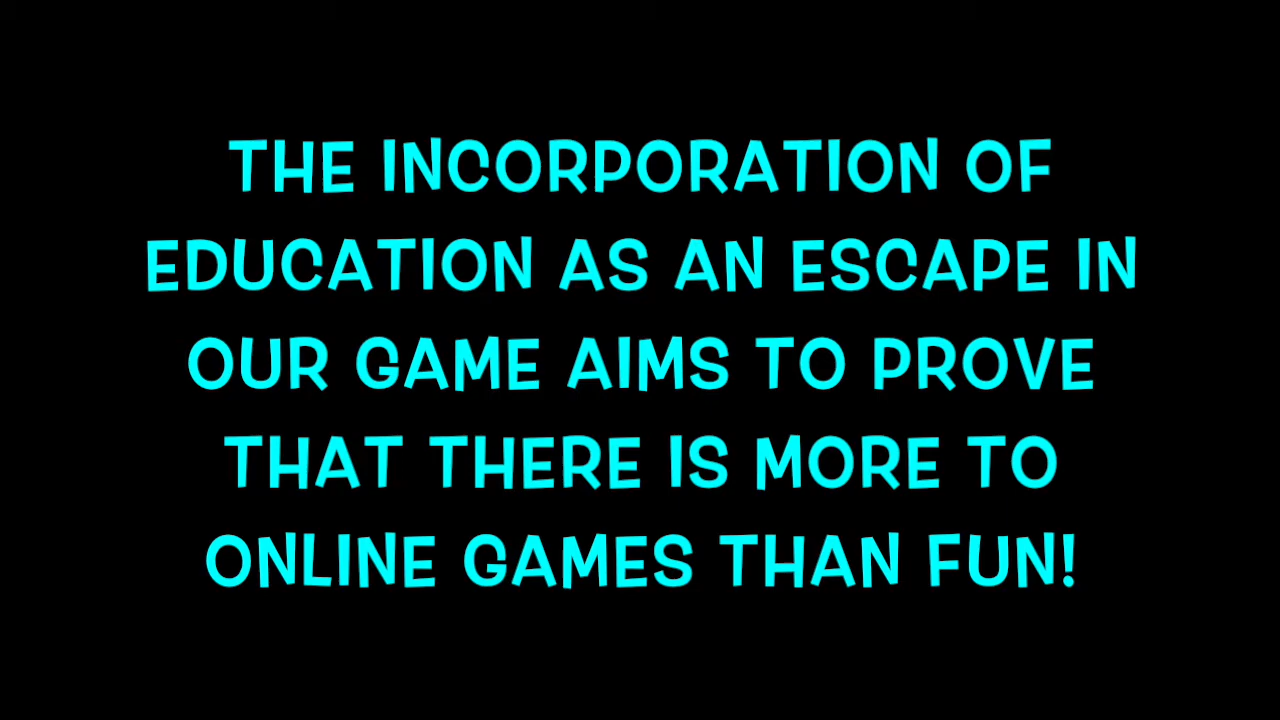 THE INCORPORATION OF
EDUCATION AS AN ESCAPE IN
OUR GAME AIMS TO PROVE
THAT THERE IS MORE TO
ONLINE GAMES THAN FUN!